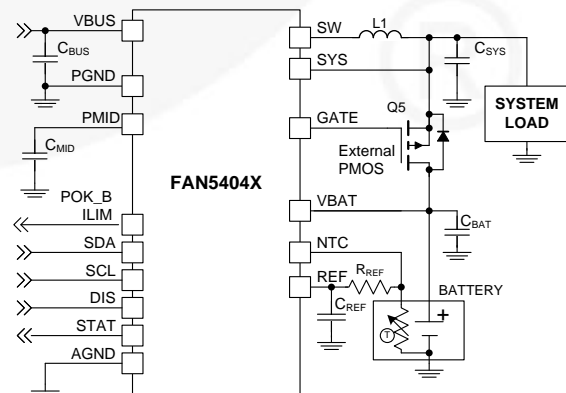 VBUS
CBUS
PGND
PMID
CMID
POK_B
ILIM
SDA
SCL
DIS
STAT
AGND
FAN5404X
SW
L1
SYS
CSYS
Q5
SYSTEM
LOAD
GATE
External
PMOS
VBAT
CBAT
NTC
RREF
REF
CREF
BATTERY
+
T